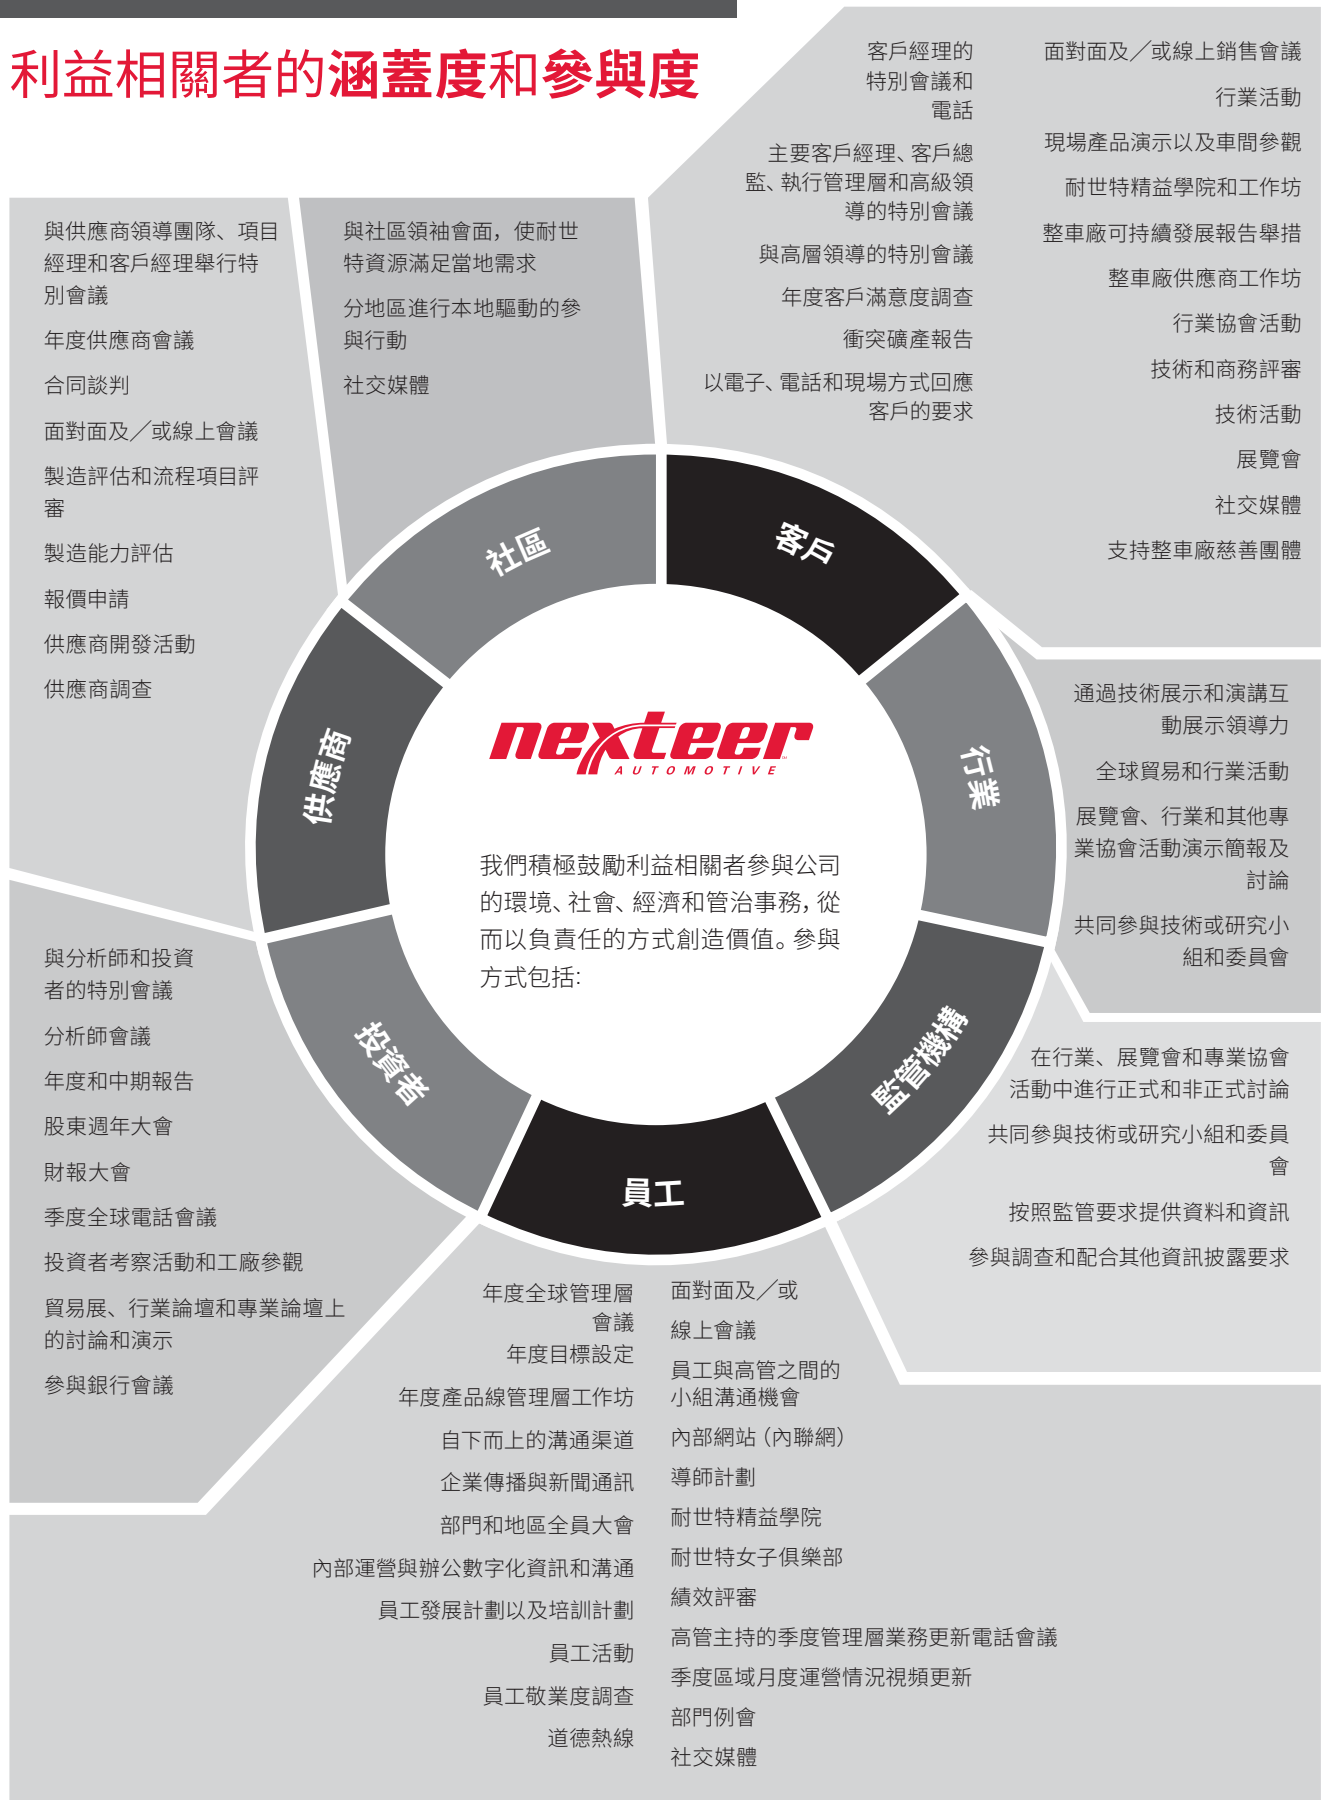 利益相關者的涵蓋度和參與度
與供應商領導團隊、項目
經理和客戶經理舉行特
別會議
年度供應商會議
合同談判
面對面及／或線上會議
製造評估和流程項目評
審
製造能力評估
報價申請
供應商開發活動
供應商調查
與社區領袖會面，使耐世
特資源滿足當地需求
分地區進行本地驅動的參
與行動
社交媒體
客戶經理的
特別會議和
電話
主要客戶經理、客戶總
監、執行管理層和高級領
導的特別會議
與高層領導的特別會議
年度客戶滿意度調查
衝突礦產報告
以電子、電話和現場方式回應
客戶的要求
面對面及／或線上銷售會議
行業活動
現場產品演示以及車間參觀
耐世特精益學院和工作坊
整車廠可持續發展報告舉措
整車廠供應商工作坊
行業協會活動
技術和商務評審
技術活動
展覽會
社交媒體
支持整車廠慈善團體
社區
客戶
供應商
行業
投資者
監管機構
員工
nexteer
AUTOMOTIVE
我們積極鼓勵利益相關者參與公司
的環境、社會、經濟和管治事務，從
而以負責任的方式創造價值。參與
方式包括:
通過技術展示和演講互
動展示領導力
全球貿易和行業活動
展覽會、行業和其他專
業協會活動演示簡報及
討論
共同參與技術或研究小
組和委員會
在行業、展覽會和專業協會
活動中進行正式和非正式討論
共同參與技術或研究小組和委員
會
按照監管要求提供資料和資訊
參與調查和配合其他資訊披露要求
與分析師和投資
者的特別會議
分析師會議
年度和中期報告
股東週年大會
財報大會
季度全球電話會議
投資者考察活動和工廠參觀
貿易展、行業論壇和專業論壇上
的討論和演示
參與銀行會議
年度全球管理層
會議
年度目標設定
年度產品線管理層工作坊
自下而上的溝通渠道
企業傳播與新聞通訊
部門和地區全員大會
內部運營與辦公數字化資訊和溝通
員工發展計劃以及培訓計劃
員工活動
員工敬業度調查
道德熱線
面對面及／或
線上會議
員工與高管之間的
小組溝通機會
內部網站（內聯網）
導師計劃
耐世特精益學院
耐世特女子俱樂部
績效評審
高管主持的季度管理層業務更新電話會議
季度區域月度運營情況視頻更新
部門例會
社交媒體